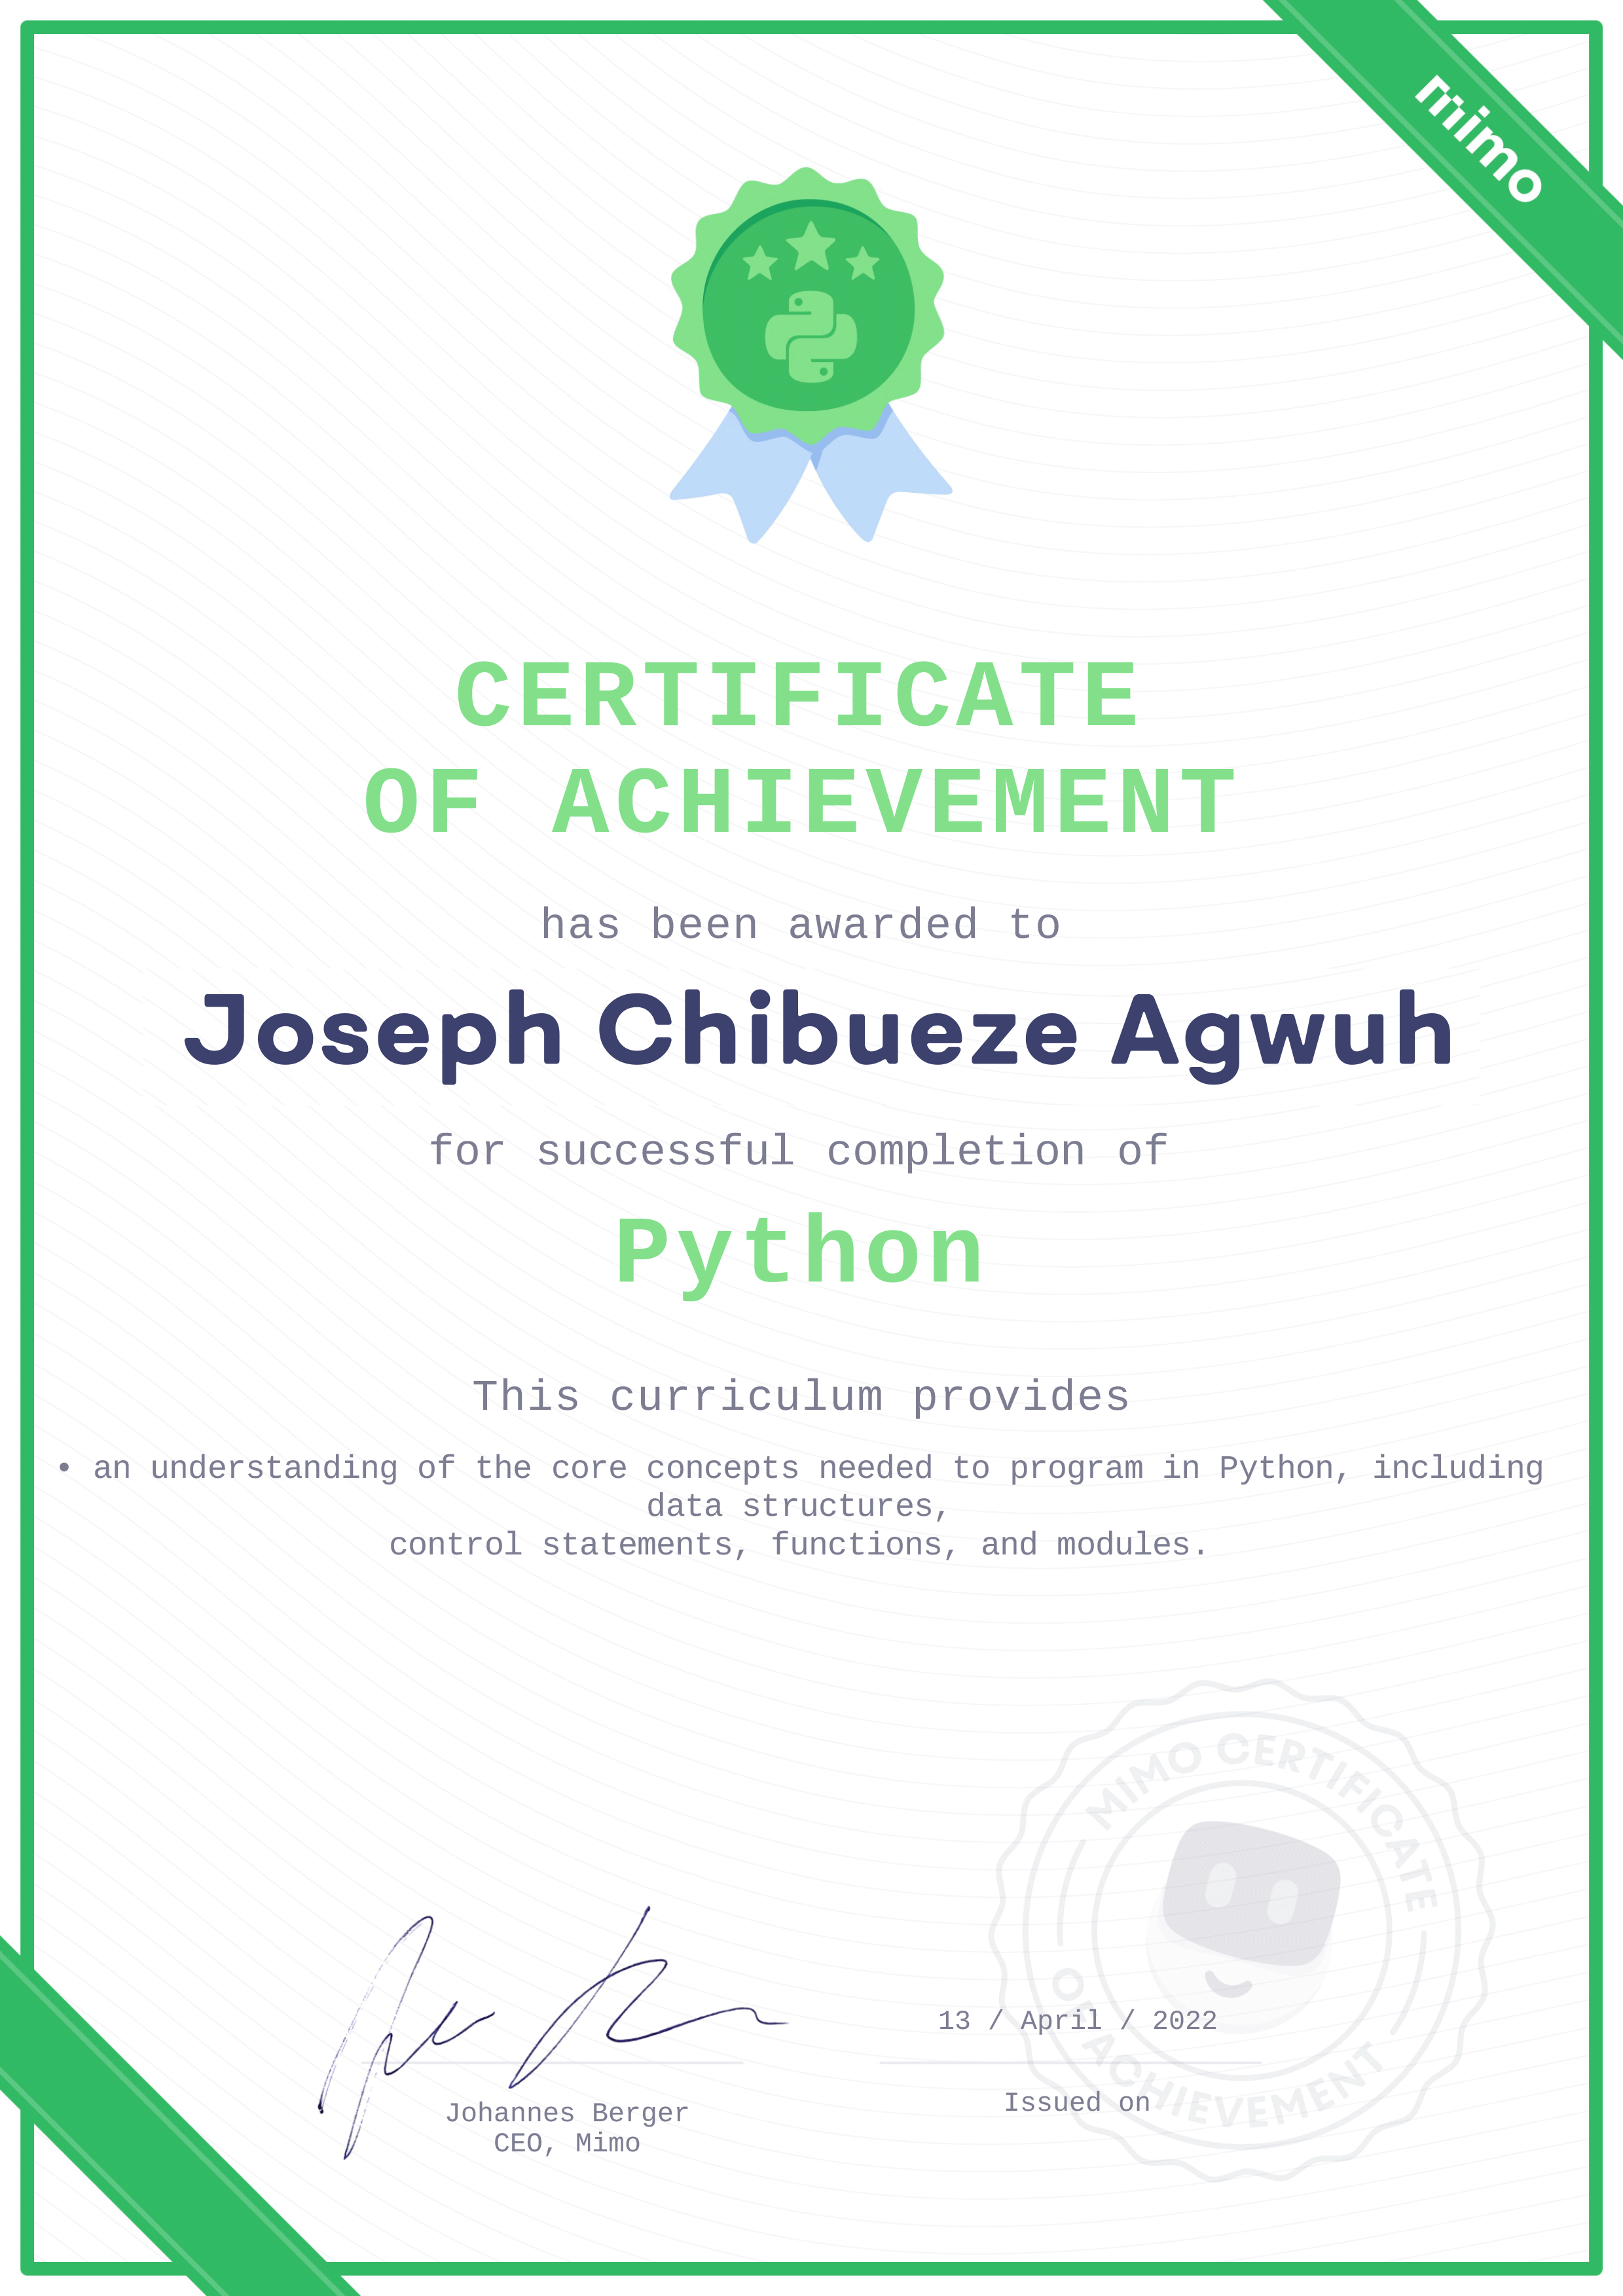 mimo
CERTIFICATE
OF ACHIEVEMENT
has been awarded to
Joseph Chibueze Agwuh
for successful completion of
Python
This curriculum provides
• an understanding of the core concepts needed to program in Python, including
data structures,
control statements, functions, and modules.
MIMO CERTIFICATE
OF ACHIEVEMENT
13 / April / 2022
Issued on
Johannes Berger
CEO, Mimo